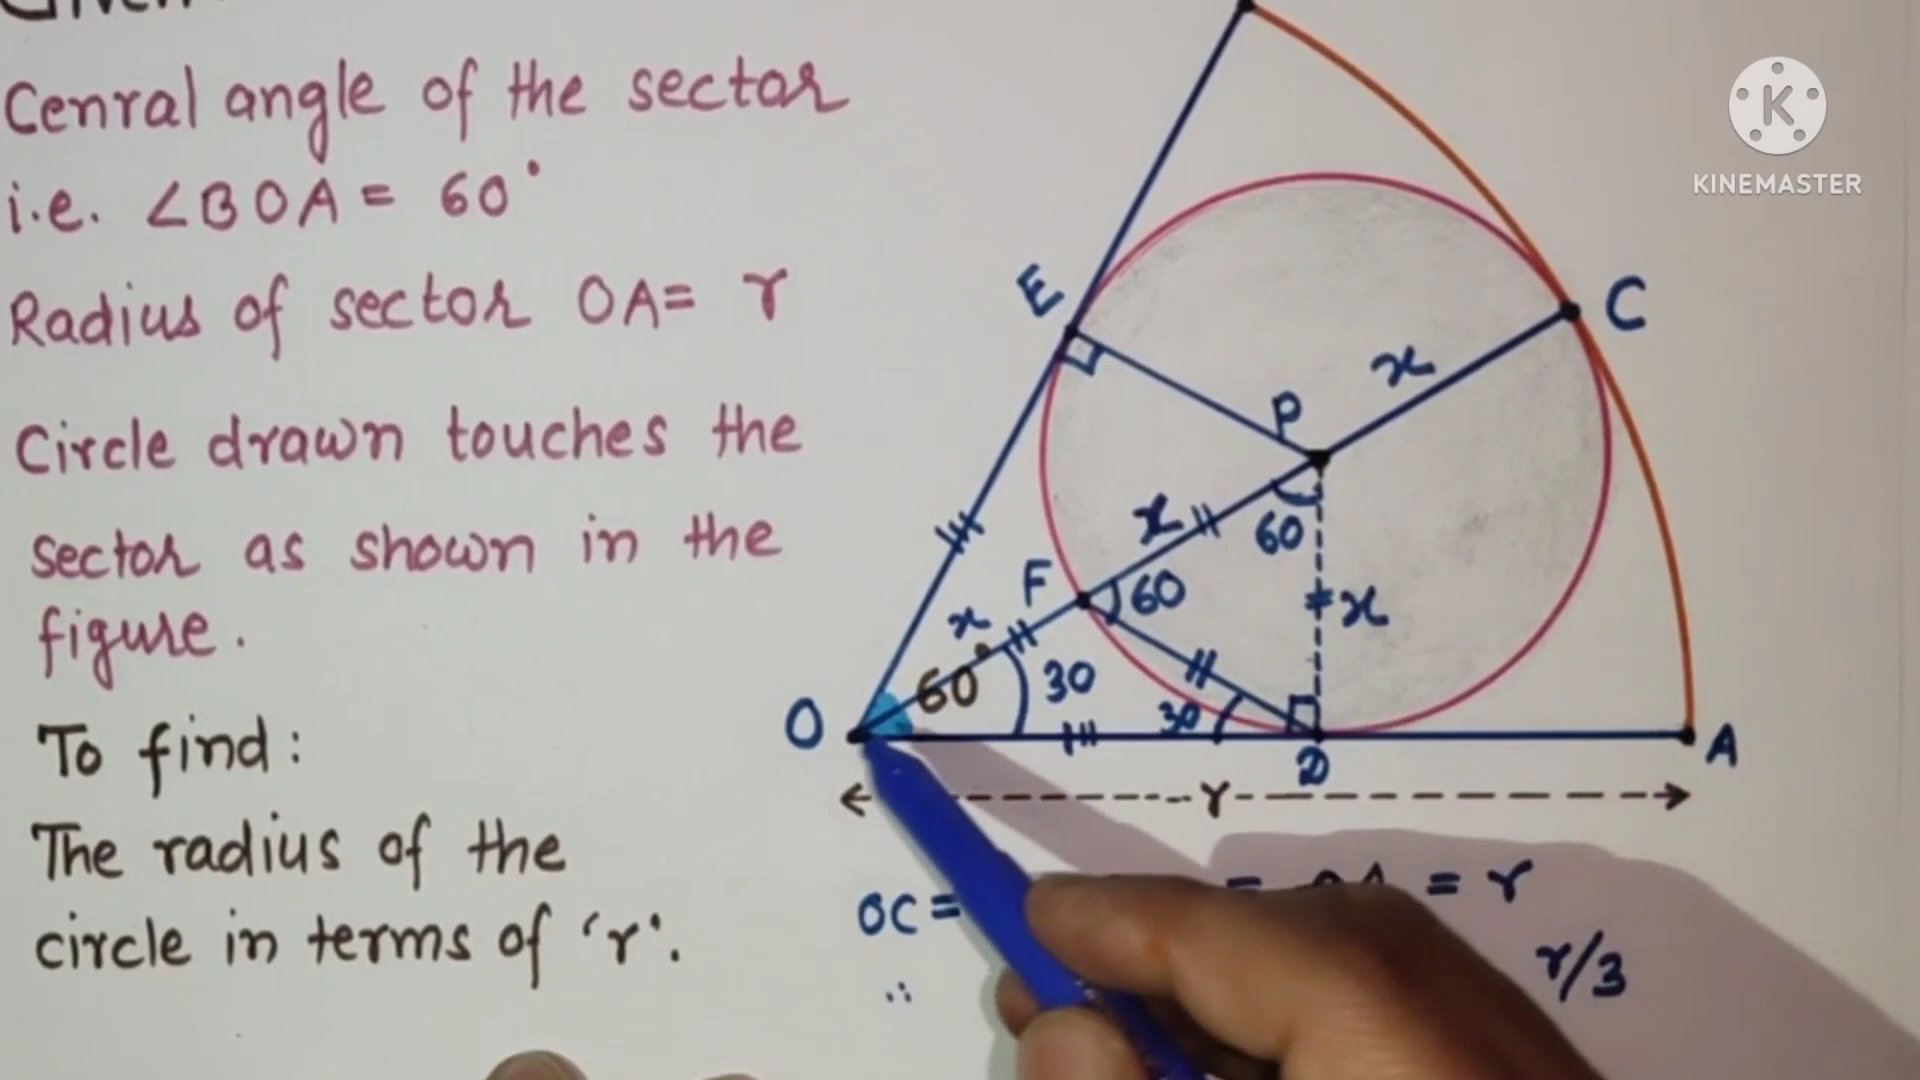 Cenral angle of the sector
i.e. ∠BOA = 60°
Radius of sector OA = r
Circle drawn touches the
sector as shown in the
figure.
To find:
The radius of the
circle in terms of 'r'.
K
KINEMASTER
E
C
x
P
x
60
F
60
x
x
60°
30
30
O
D
A
r
OC =
= OA = r
∴
r/3